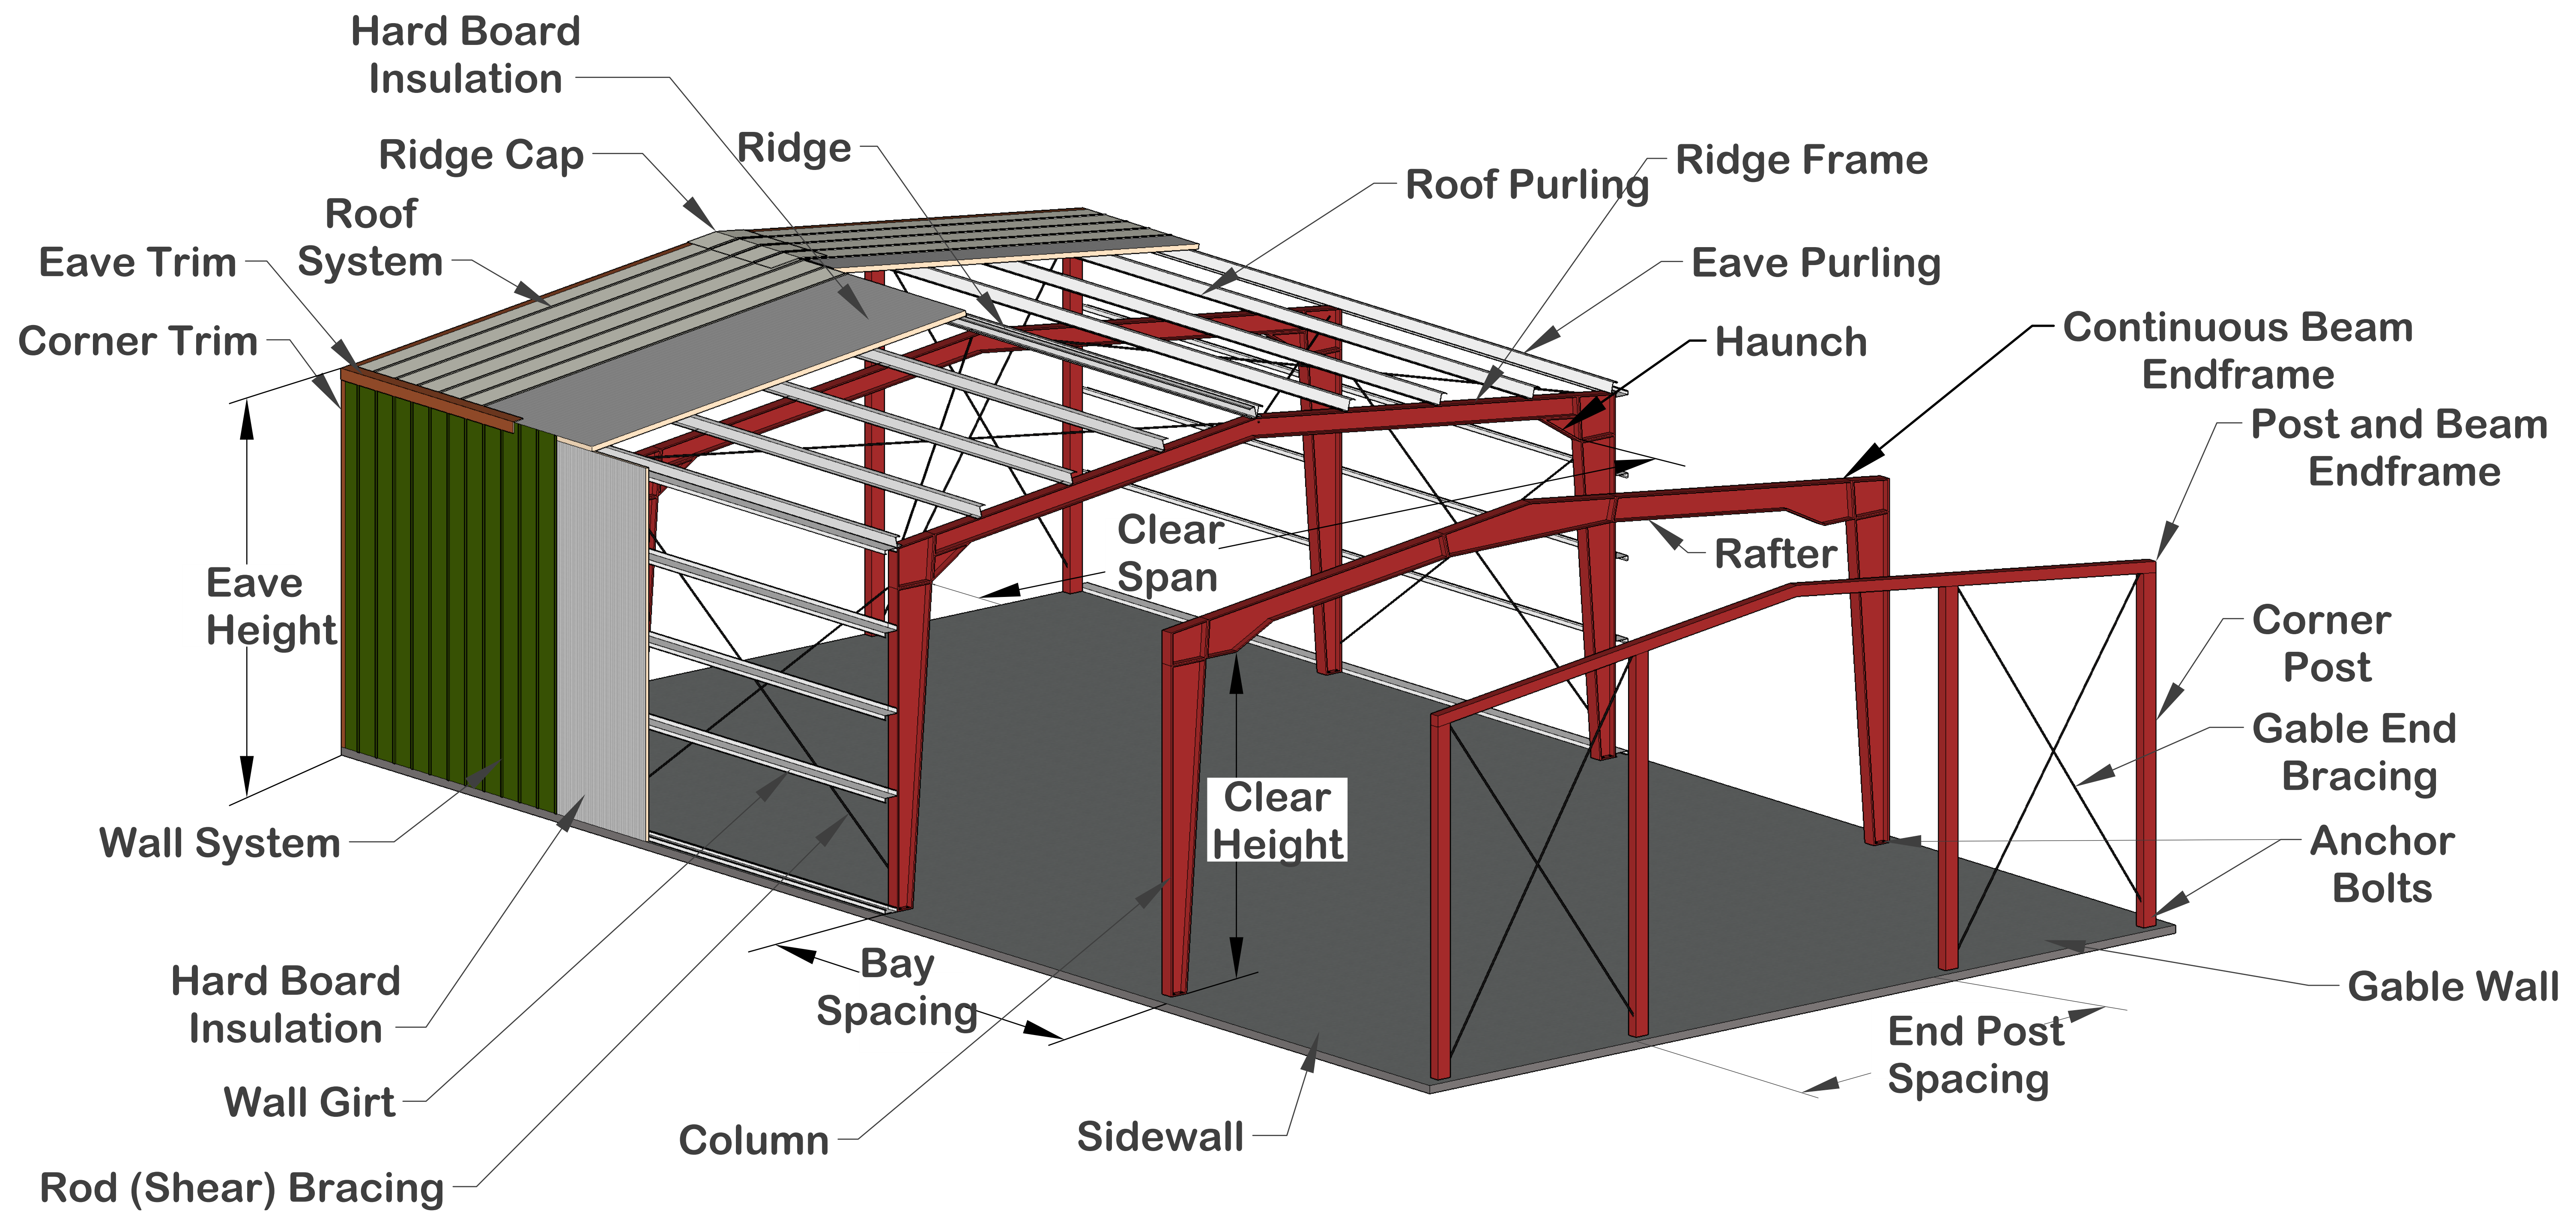 Hard Board
Insulation
Ridge Cap
Ridge
Roof
System
Eave Trim
Corner Trim
Roof Purling
Ridge Frame
Eave Purling
Haunch
Continuous Beam
Endframe
Post and Beam
Endframe
Clear
Span
Rafter
Eave
Height
Corner
Post
Gable End
Bracing
Clear
Height
Anchor
Bolts
Wall System
Hard Board
Insulation
Bay
Spacing
Gable Wall
End Post
Spacing
Wall Girt
Column
Sidewall
Rod (Shear) Bracing